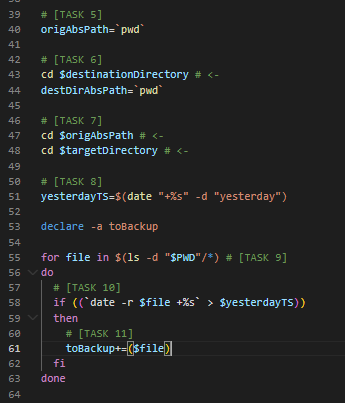 39 # [TASK 5]
40 origAbsPath=`pwd`
41
42 # [TASK 6]
43 cd $destinationDirectory # <-
44 destDirAbsPath=`pwd`
45
46 # [TASK 7]
47 cd $origAbsPath # <-
48 cd $targetDirectory # <-
49
50 # [TASK 8]
51 yesterdayTS=$(date "+%s" -d "yesterday")
52
53 declare -a toBackup
54
55 for file in $(ls -d "$PWD"/*) # [TASK 9]
56 do
57 # [TASK 10]
58 if ((`date -r $file +%s` > $yesterdayTS))
59 then
60 # [TASK 11]
61 toBackup+=($file)
62 fi
63 done
64